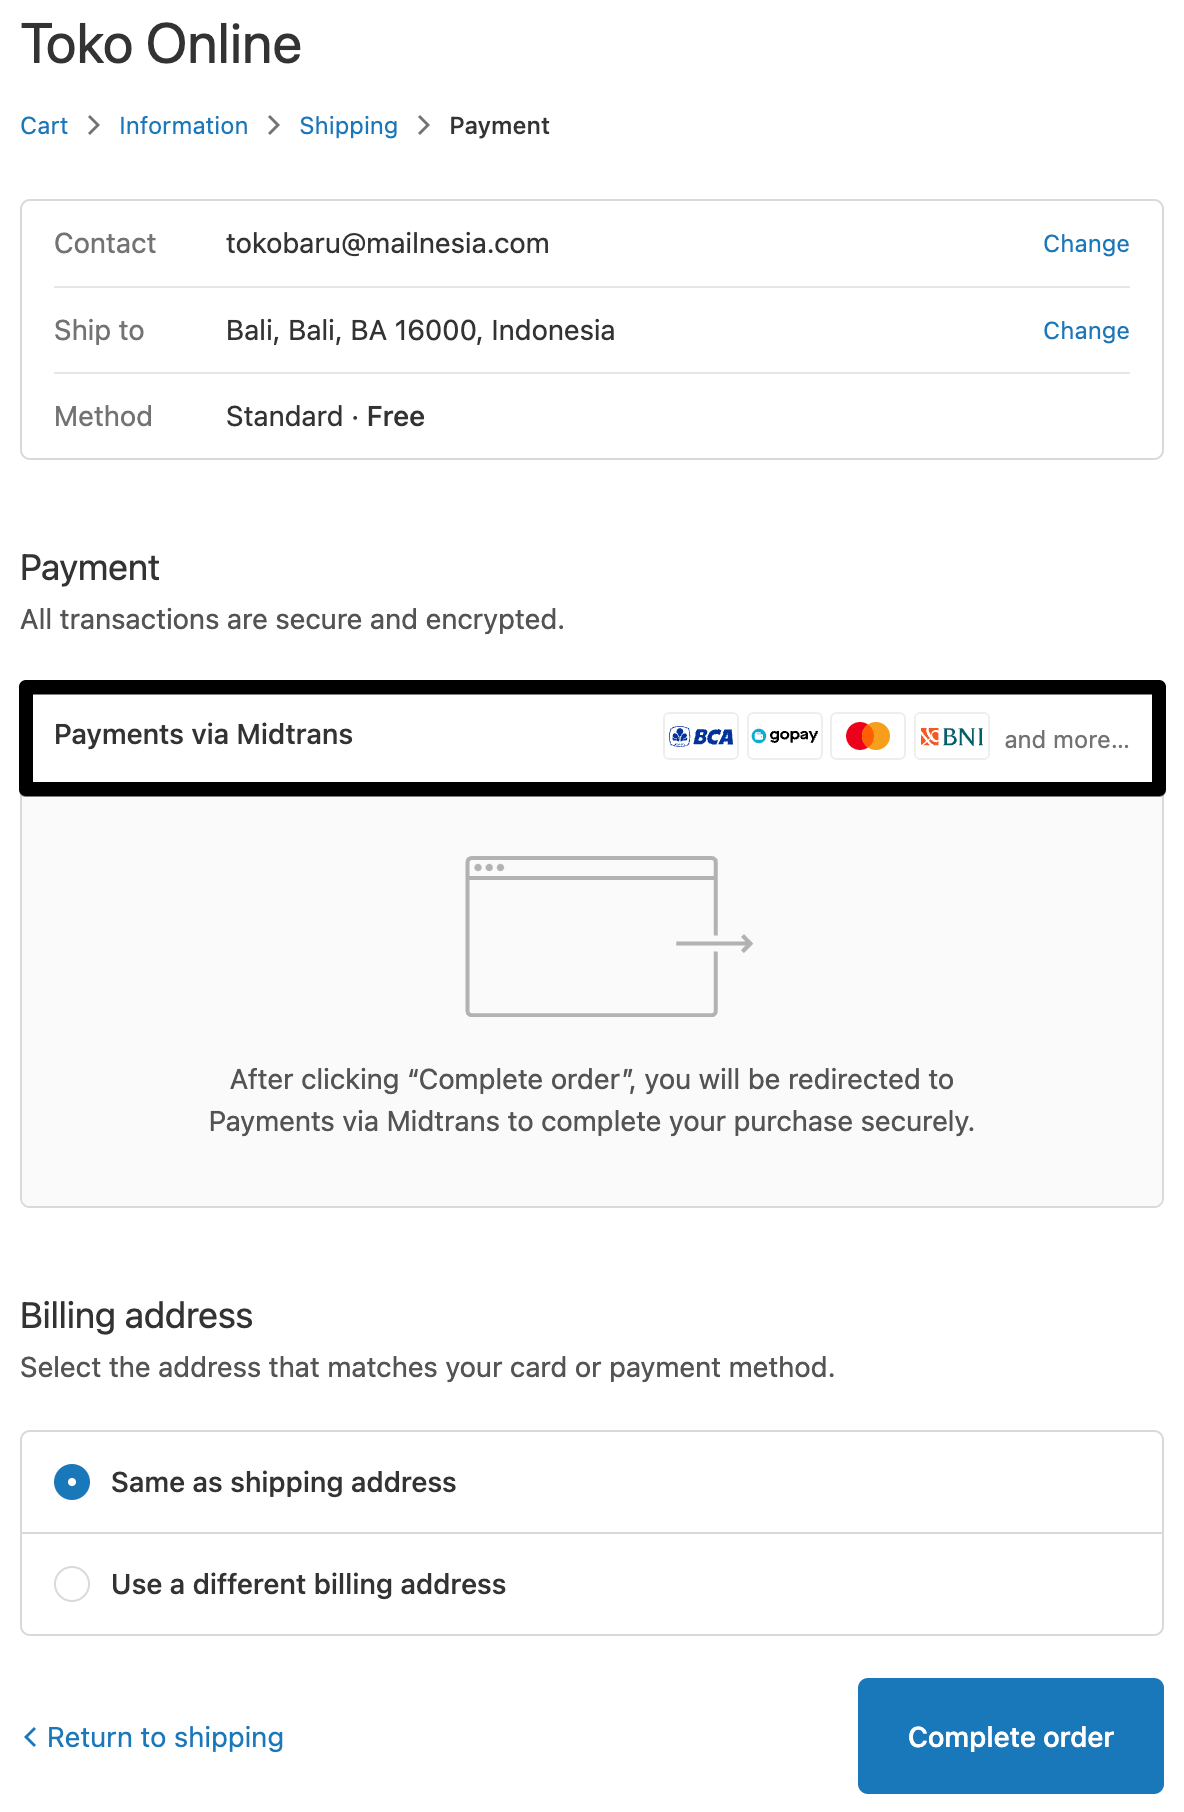 Toko Online
Cart > Information > Shipping > Payment
Contact tokobaru@mailnesia.com Change
Ship to Bali, Bali, BA 16000, Indonesia Change
Method Standard · Free
Payment
All transactions are secure and encrypted.
Payments via Midtrans BCA gopay BNI and more...
After clicking “Complete order”, you will be redirected to
Payments via Midtrans to complete your purchase securely.
Billing address
Select the address that matches your card or payment method.
Same as shipping address
Use a different billing address
< Return to shipping Complete order